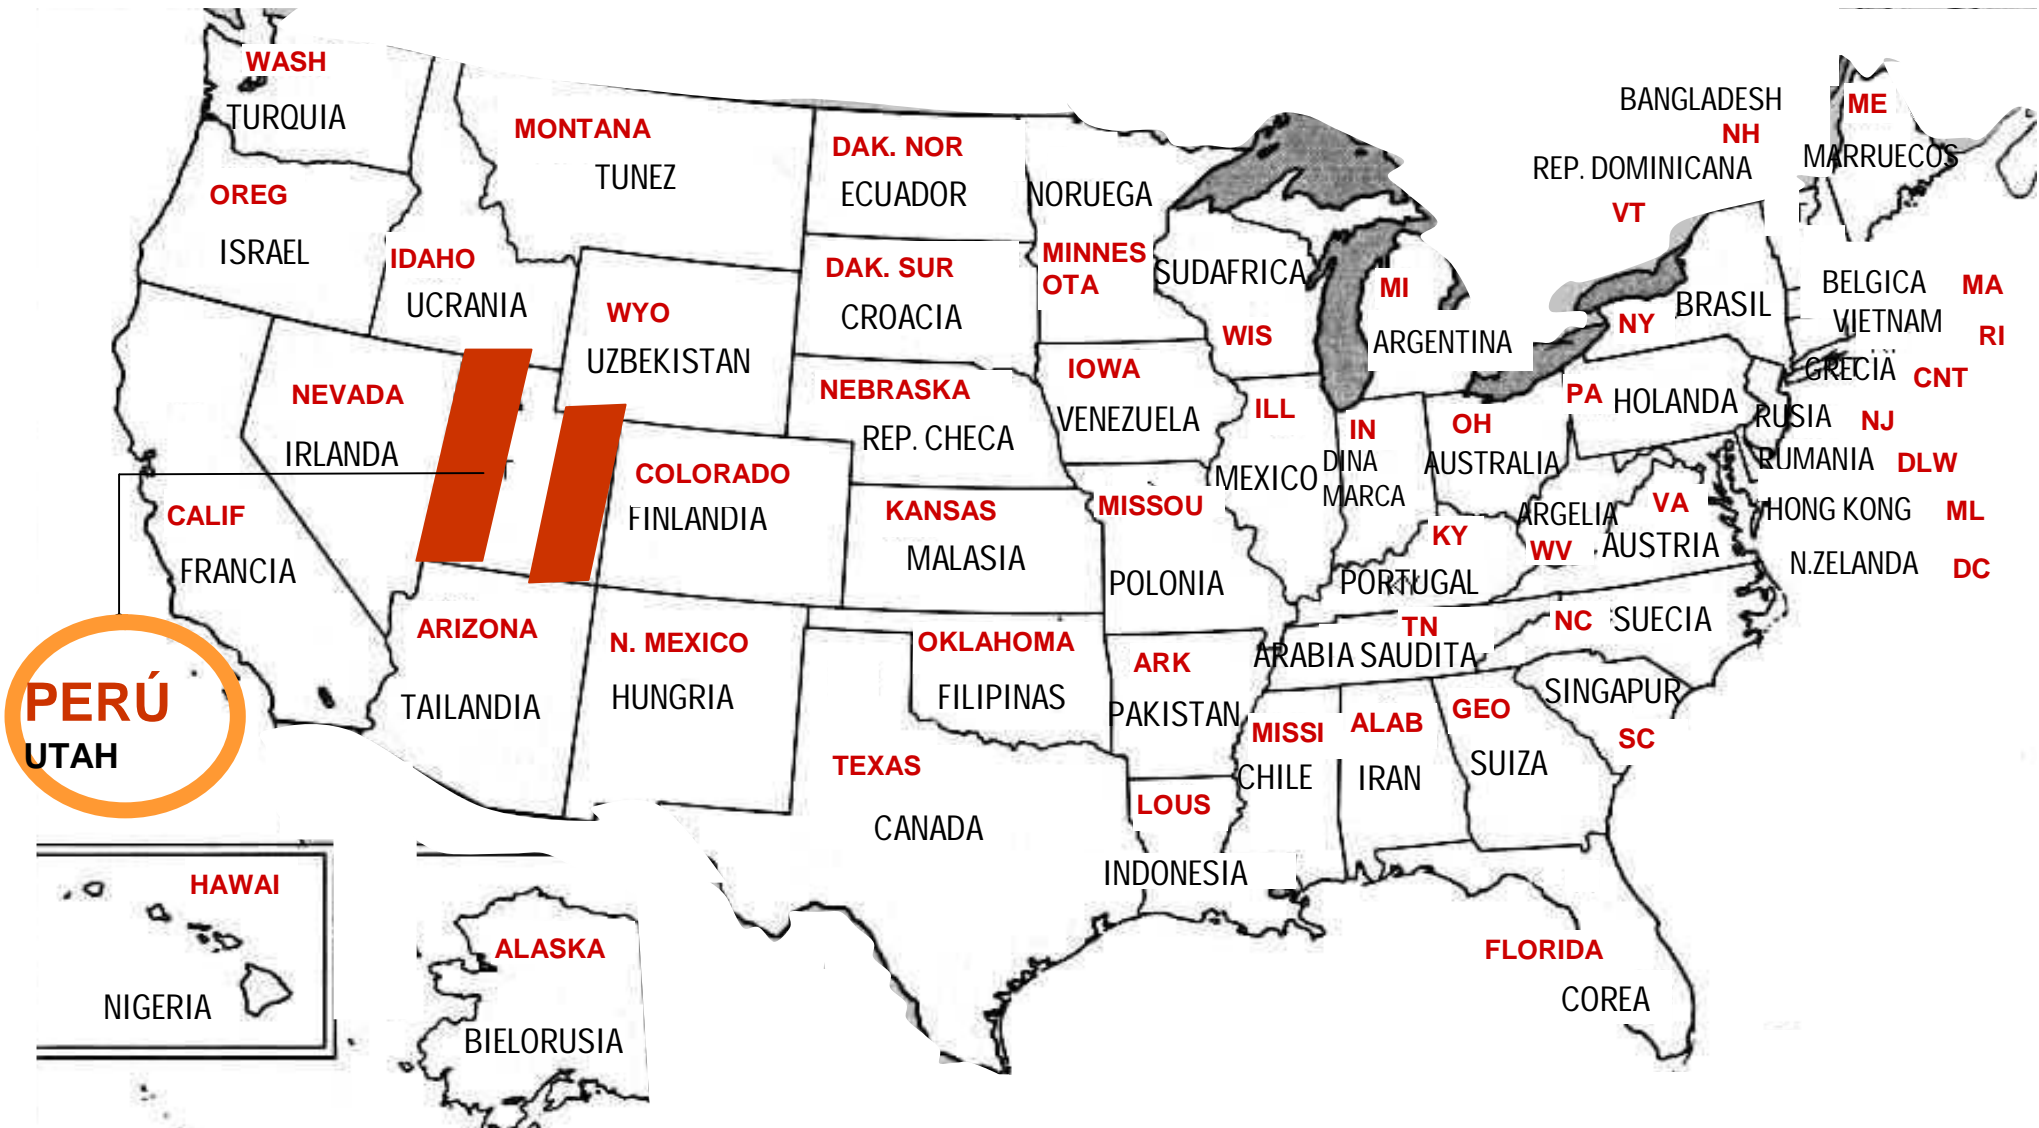 WASH
TURQUIA
OREG
ISRAEL
MONTANA
TUNEZ
IDAHO
UCRANIA
DAK. NOR
ECUADOR
DAK. SUR
CROACIA
NORUEGA
MINNES
OTA
WYO
UZBEKISTAN
NEVADA
IRLANDA
NEBRASKA
REP. CHECA
IOWA
VENEZUELA
SUDAFRICA
WIS
MI
ARGENTINA
BANGLADESH
NH
REP. DOMINICANA
VT
ME
MARRUECOS
NY
BRASIL
BELGICA
MA
VIETNAM
RI
GRECIA
CNT
PA
HOLANDA
RUSIA
NJ
RUMANIA
DLW
HONG KONG
ML
N.ZELANDA
DC
ILL
MEXICO
IN
DINA
MARCA
OH
AUSTRALIA
ARGELIA
WV
VA
AUSTRIA
KY
PORTUGAL
CALIF
FRANCIA
COLORADO
FINLANDIA
KANSAS
MALASIA
MISSOU
POLONIA
PERÚ
UTAH
ARIZONA
TAILANDIA
N. MEXICO
HUNGRIA
OKLAHOMA
FILIPINAS
ARK
PAKISTAN
TN
ARABIA SAUDITA
NC
SUECIA
SINGAPUR
SC
MISSI
CHILE
ALAB
IRAN
GEO
SUIZA
TEXAS
CANADA
LOUS
INDONESIA
FLORIDA
COREA
HAWAI
NIGERIA
ALASKA
BIELORUSIA